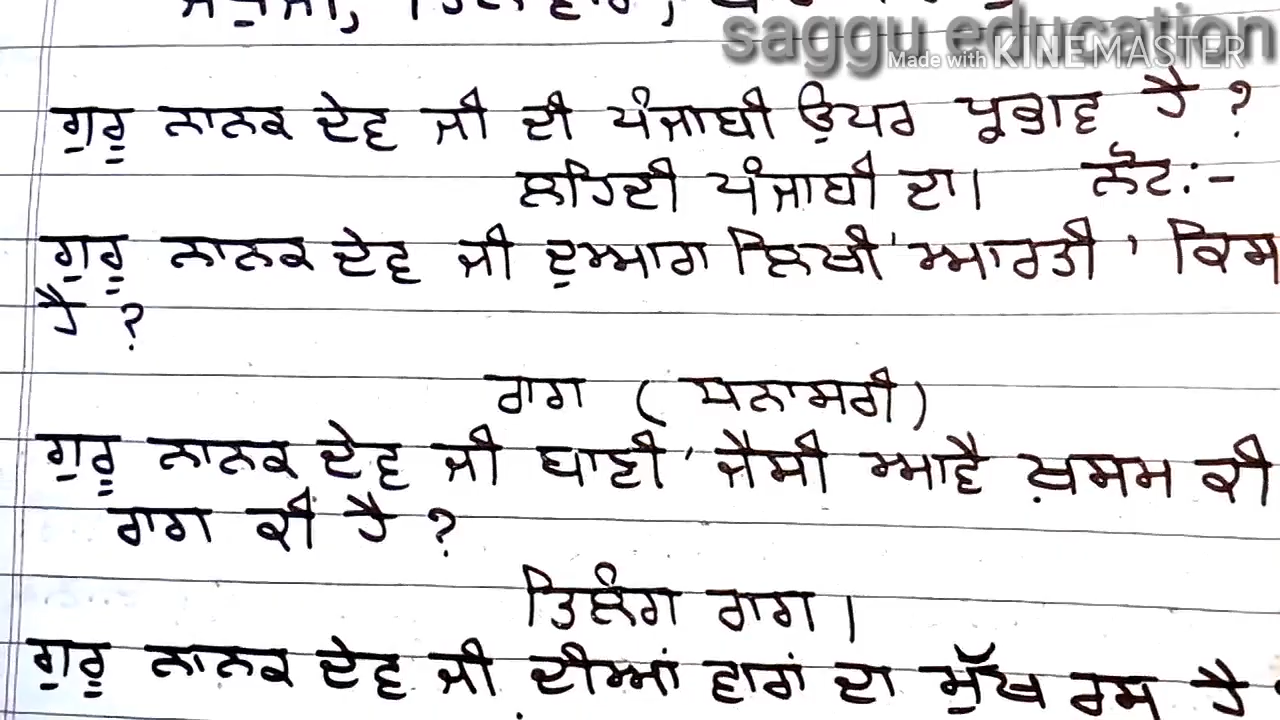 saggu education
Made with KINEMASTER
ਗੁਰੂ ਨਾਨਕ ਦੇਵ ਜੀ ਦੀ ਪੰਜਾਬੀ ਉਪਰ ਪ੍ਰਭਾਵ ਹੈ ?
ਲਹਿਦੀ ਪੰਜਾਬੀ ਦਾ। ਨੋਟ:-
ਗੁਰੂ ਨਾਨਕ ਦੇਵ ਜੀ ਦੁਆਰਾ ਲਿਖੀ 'ਆਰਤੀ' ਕਿਸ
ਹੈ ?
ਰਾਗ ( ਧਨਾਸਰੀ)
ਗੁਰੂ ਨਾਨਕ ਦੇਵ ਜੀ ਬਾਣੀ 'ਜੈਸੀ ਆਵੈ ਖ਼ਸਮ ਕੀ
ਰਾਗ ਕੀ ਹੈ ?
ਤਿਲੰਗ ਰਾਗ ।
ਗੁਰੂ ਨਾਨਕ ਦੇਵ ਜੀ ਦੀਆਂ ਵਾਰਾਂ ਦਾ ਮੁੱਖ ਰਸ ਹੈ